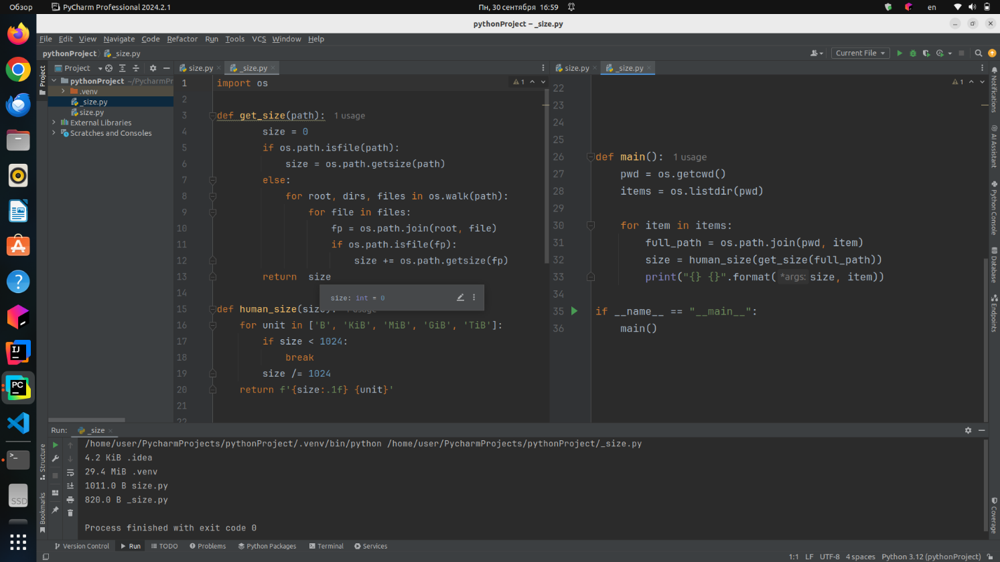 Обзор
PyCharm Professional 2024.2.1
Пн, 30 сентября 16:59
en
pythonProject – _size.py
File Edit View Navigate Code Refactor Run Tools VCS Window Help
pythonProject
_size.py
Current File
Project
pythonProject ~/PycharmPr
.venv
_size.py
size.py
External Libraries
Scratches and Consoles
Project
Structure
Bookmarks
size.py
_size.py
1
1 import os
2
3 def get_size(path): 1 usage
4 size = 0
5 if os.path.isfile(path):
6 size = os.path.getsize(path)
7 else:
8 for root, dirs, files in os.walk(path):
9 for file in files:
10 fp = os.path.join(root, file)
11 if os.path.isfile(fp):
12 size += os.path.getsize(fp)
13 return  size
14
size: int = 0
15 def human_size(size): 1 usage
16 for unit in ['B', 'KiB', 'MiB', 'GiB', 'TiB']:
17 if size < 1024:
18 break
19 size /= 1024
20 return f'{size:.1f} {unit}'
21
22
size.py
_size.py
1
22
23
24
25
26 def main(): 1 usage
27 pwd = os.getcwd()
28 items = os.listdir(pwd)
29
30 for item in items:
31 full_path = os.path.join(pwd, item)
32 size = human_size(get_size(full_path))
33 print("{} {}".format( *args: size, item))
34
35 if __name__ == "__main__":
36 main()
Notifications
AI Assistant
Python Console
Database
Endpoints
Coverage
Run:
_size
/home/user/PycharmProjects/pythonProject/.venv/bin/python /home/user/PycharmProjects/pythonProject/_size.py
4.2 KiB .idea
29.4 MiB .venv
1011.0 B size.py
820.0 B _size.py
Process finished with exit code 0
Version Control
Run
TODO
Problems
Python Packages
Terminal
Services
1:1 LF UTF-8 4 spaces Python 3.12 (pythonProject)
PC
IJ
PC
SSD